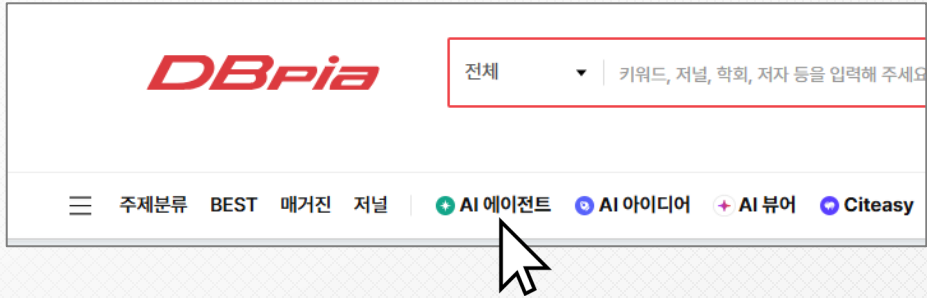 DBpia
전체
키워드, 저널, 학회, 저자 등을 입력해 주세요
주제분류 BEST 매거진 저널 AI 에이전트 AI 아이디어 AI 뷰어 Citeasy